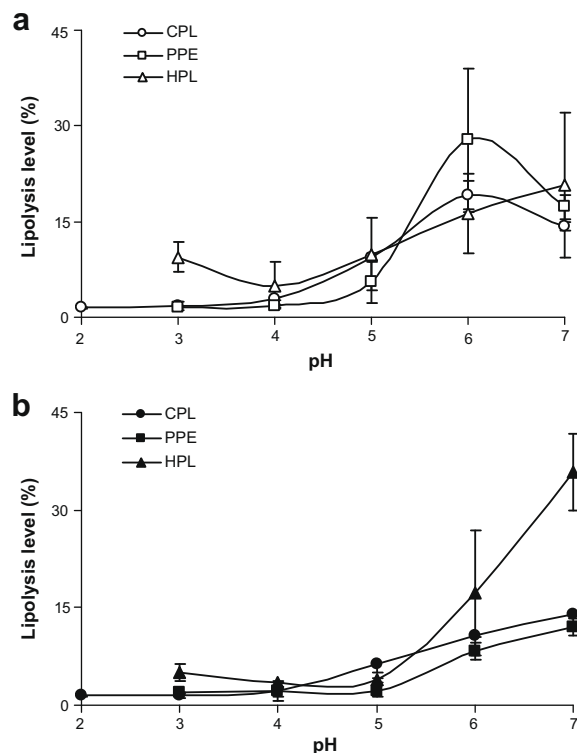 a
45
30
15
0
Lipolysis level (%)
CPL
PPE
HPL
2 3 4 5 6 7
pH
b
45
30
15
0
Lipolysis level (%)
CPL
PPE
HPL
2 3 4 5 6 7
pH